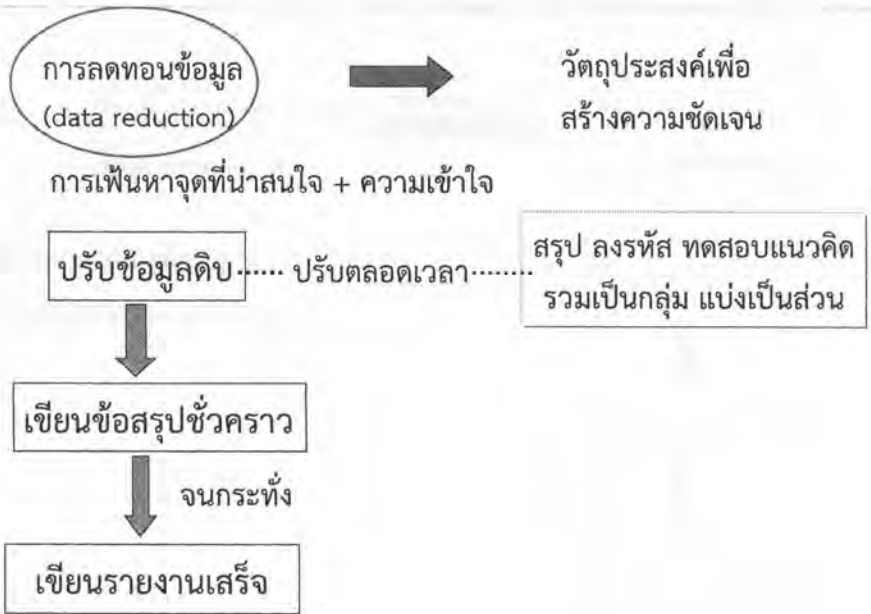 การลดทอนข้อมูล
(data reduction)
วัตถุประสงค์เพื่อ
สร้างความชัดเจน
การเฟ้นหาจุดที่น่าสนใจ + ความเข้าใจ
ปรับข้อมูลดิบ ...... ปรับตลอดเวลา ........
สรุป ลงรหัส ทดสอบแนวคิด
รวมเป็นกลุ่ม แบ่งเป็นส่วน
เขียนข้อสรุปชั่วคราว
จนกระทั่ง
เขียนรายงานเสร็จ